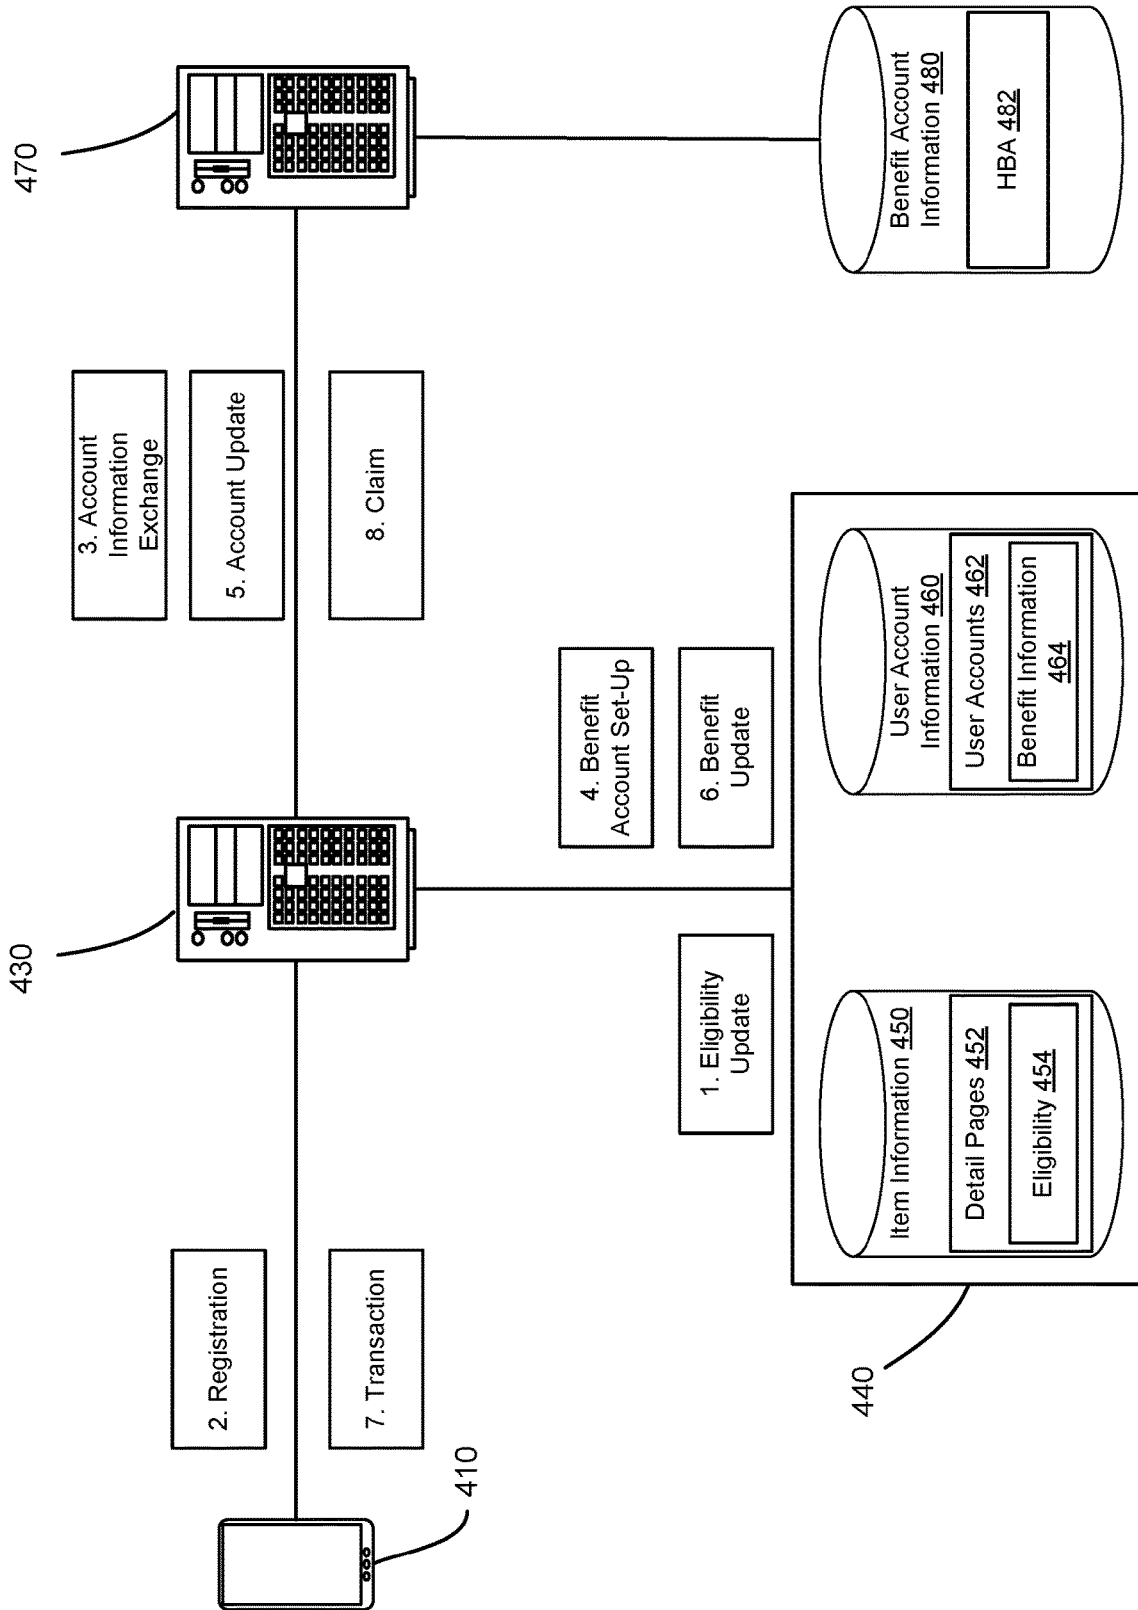 430
470
2. Registration
3. Account
Information
Exchange
5. Account Update
7. Transaction
8. Claim
410
4. Benefit
Account Set-Up
1. Eligibility
Update
6. Benefit
Update
440
Item Information 450
Detail Pages 452
Eligibility 454
User Account
Information 460
User Accounts 462
Benefit Information
464
Benefit Account
Information 480
HBA 482